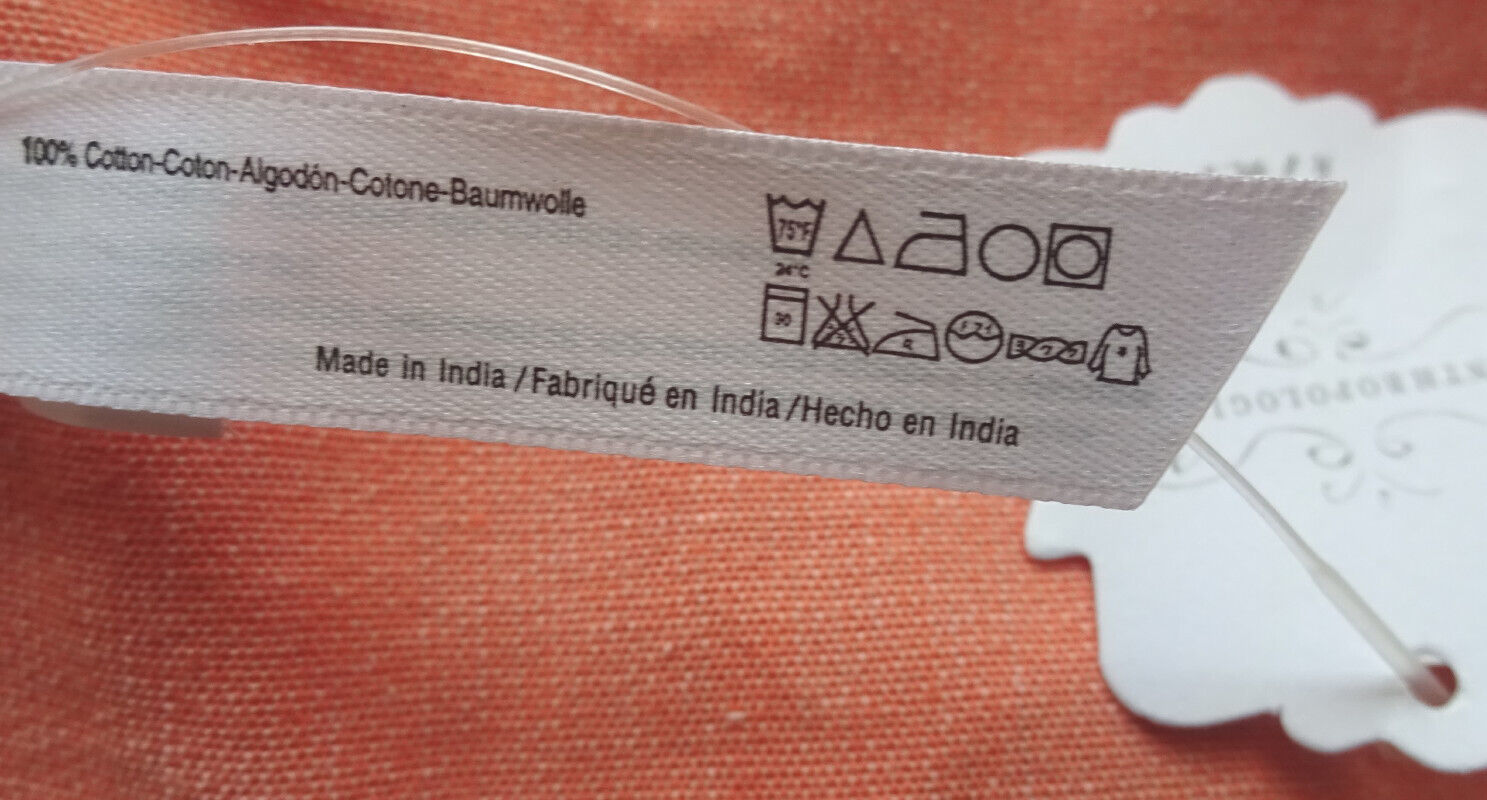 100% Cotton-Coton-Algodón-Cotone-Baumwolle
75°F
24°C
30
Made in India / Fabriqué en India / Hecho en India